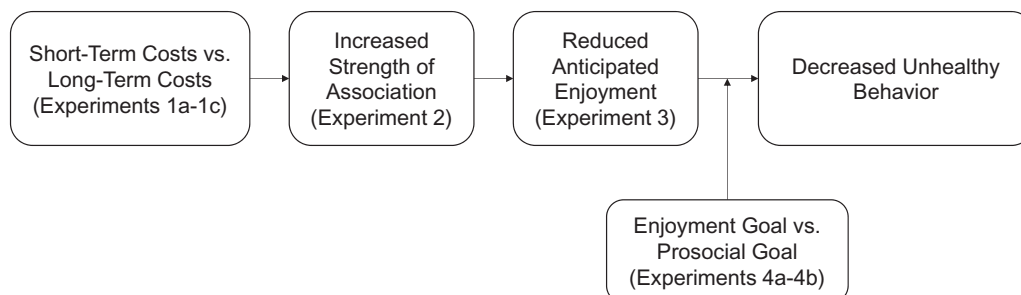 Short-Term Costs vs.
Long-Term Costs
(Experiments 1a-1c)
Increased
Strength of
Association
(Experiment 2)
Reduced
Anticipated
Enjoyment
(Experiment 3)
Decreased Unhealthy
Behavior
Enjoyment Goal vs.
Prosocial Goal
(Experiments 4a-4b)